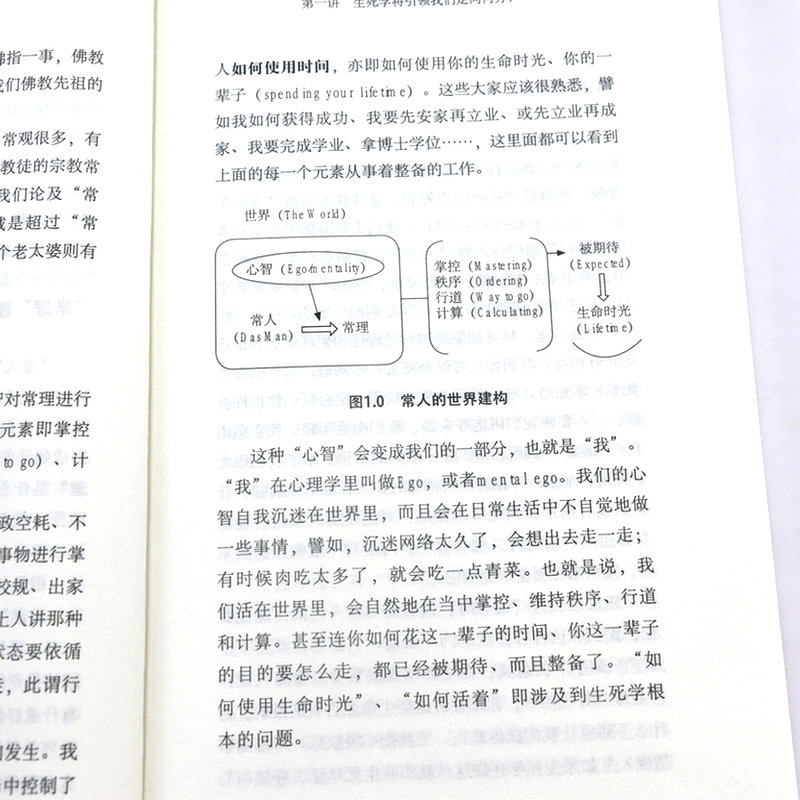 指一事，佛教
我们佛教先祖的
常观很多，有
教徒的宗教常
我们论及“常
我是超过“常
个老太婆则有
对常理进行
元素即掌控
to go)、计
政空耗、不
事物进行掌
校规、出家
上人讲那种
状态要依循
，此谓行
发生。我
中控制了
第一讲 生死学将引领我们走向何方？
人如何使用时间，亦即如何使用你的生命时光、你的一
辈子（spending your lifetime）。这些大家应该很熟悉，譬
如我如何获得成功、我要先安家再立业、或先立业再成
家、我要完成学业、拿博士学位……，这里面都可以看到
上面的每一个元素从事着整备的工作。
世界（The World）
心智（Ego/mentality）
常人
(DasMan)
常理
掌控（Mastering）
秩序（Ordering）
行道（Way to go）
计算（Calculating）
被期待
(Expected)
生命时光
(Lifetime)
图1.0 常人的世界建构
这种“心智”会变成我们的一部分，也就是“我”。
“我”在心理学里叫做Ego，或者mental ego。我们的心
智自我沉迷在世界里，而且会在日常生活中不自觉地做
一些事情，譬如，沉迷网络太久了，会想出去走一走；
有时候肉吃太多了，就会吃一点青菜。也就是说，我
们活在世界里，会自然地在当中掌控、维持秩序、行道
和计算。甚至连你如何花这一辈子的时间、你这一辈子
的目的要怎么走，都已经被期待、而且整备了。“如
何使用生命时光” “如何活着”即涉及到生死学根
本的问题。